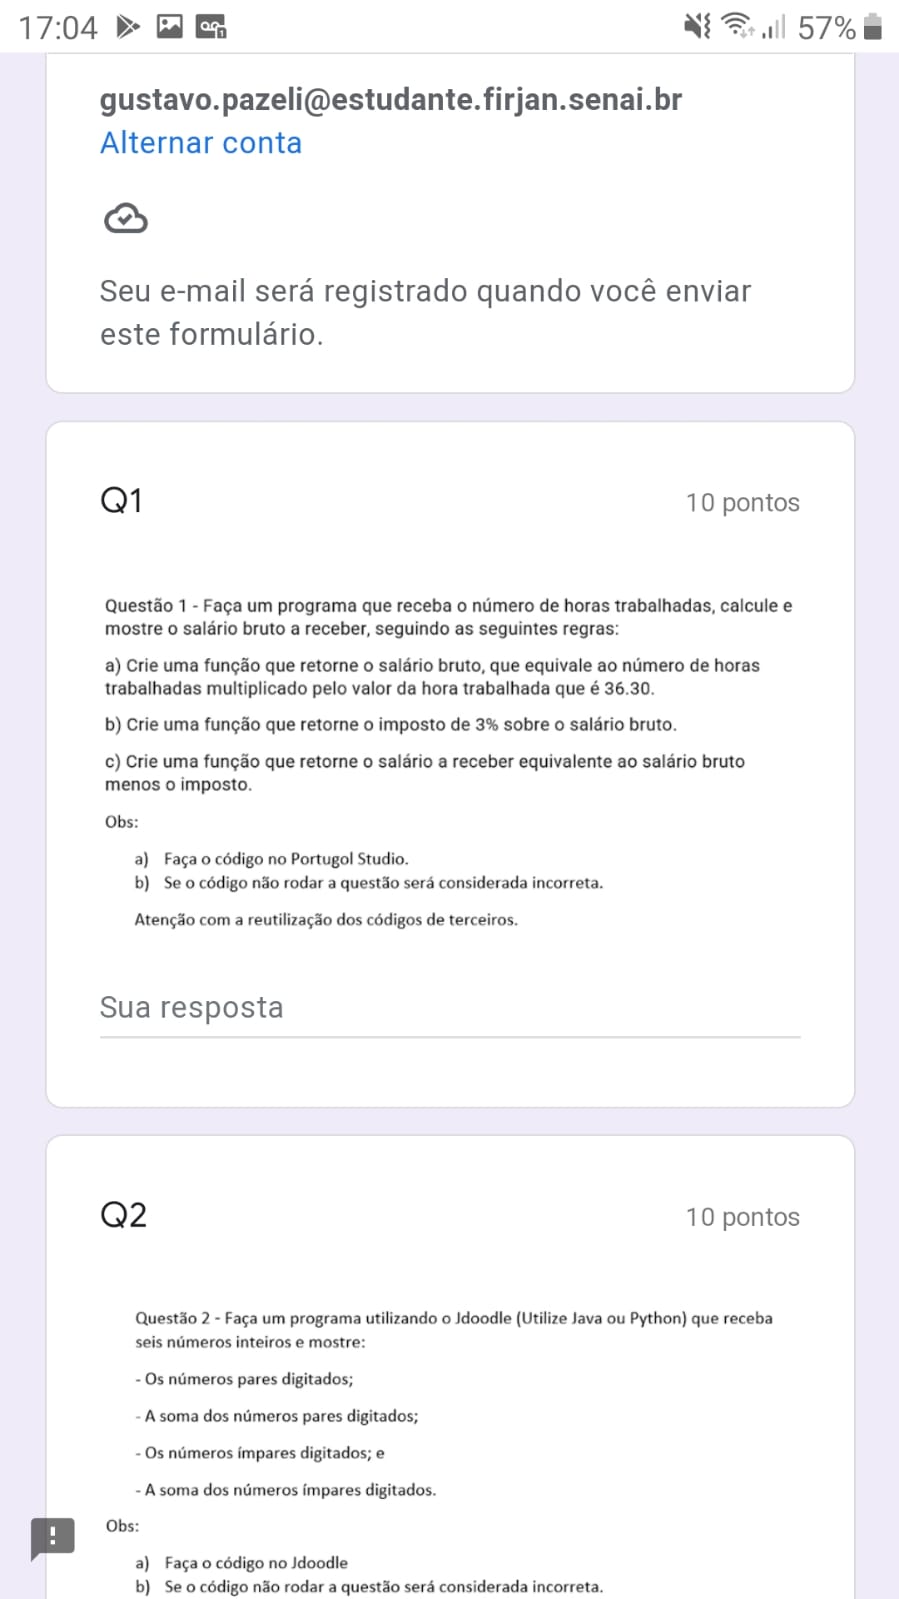 17:04
57%
gustavo.pazeli@estudante.firjan.senai.br
Alternar conta
Seu e-mail será registrado quando você enviar
este formulário.
Q1
10 pontos
Questão 1 - Faça um programa que receba o número de horas trabalhadas, calcule e
mostre o salário bruto a receber, seguindo as seguintes regras:
a) Crie uma função que retorne o salário bruto, que equivale ao número de horas
trabalhadas multiplicado pelo valor da hora trabalhada que é 36.30.
b) Crie uma função que retorne o imposto de 3% sobre o salário bruto.
c) Crie uma função que retorne o salário a receber equivalente ao salário bruto
menos o imposto.
Obs:
a) Faça o código no Portugol Studio.
b) Se o código não rodar a questão será considerada incorreta.
Atenção com a reutilização dos códigos de terceiros.
Sua resposta
Q2
10 pontos
Questão 2 - Faça um programa utilizando o Jdoodle (Utilize Java ou Python) que receba
seis números inteiros e mostre:
- Os números pares digitados;
- A soma dos números pares digitados;
- Os números ímpares digitados; e
- A soma dos números ímpares digitados.
Obs:
a) Faça o código no Jdoodle
b) Se o código não rodar a questão será considerada incorreta.